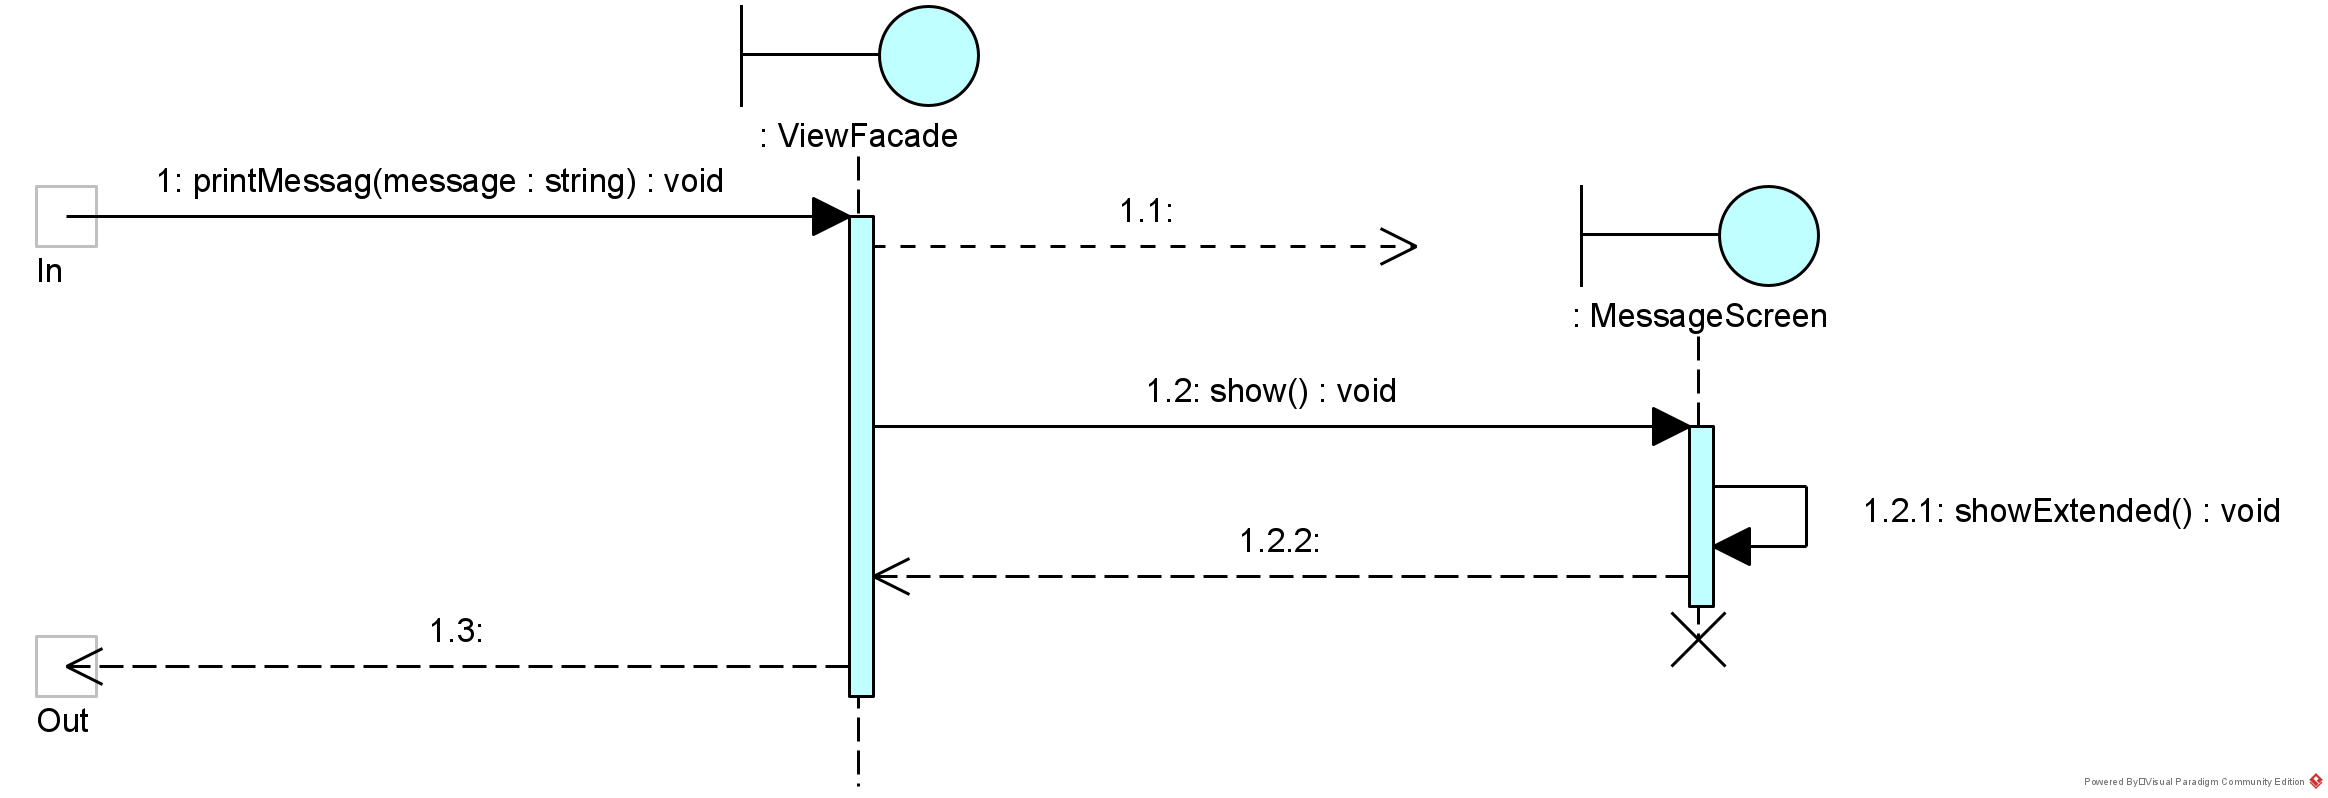 : ViewFacade
1: printMessag(message : string) : void
1.1:
In
: MessageScreen
1.2: show() : void
1.2.1: showExtended() : void
1.2.2:
1.3:
Out
Powered By□Visual Paradigm Community Edition